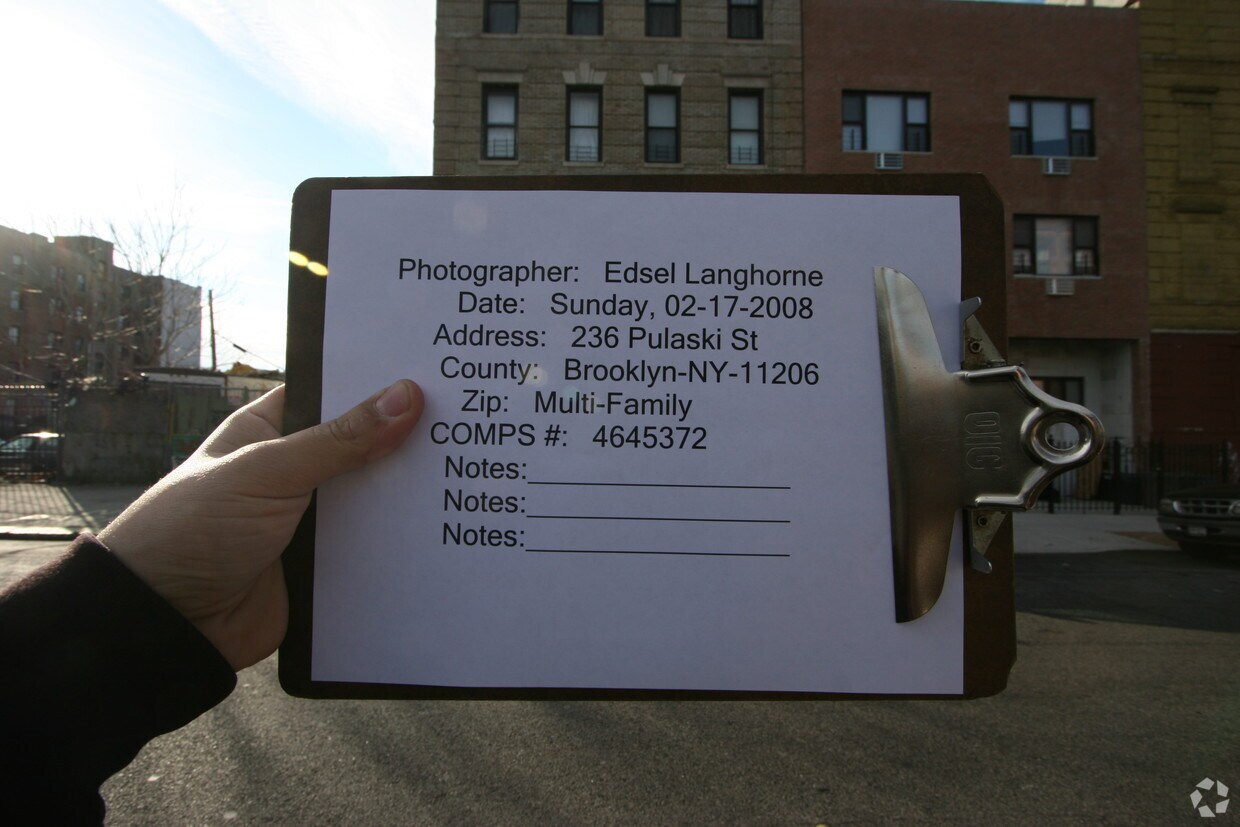 Photographer: Edsel Langhorne
Date: Sunday, 02-17-2008
Address: 236 Pulaski St
County: Brooklyn-NY-11206
Zip: Multi-Family
COMPS #: 4645372
Notes:
Notes:
Notes: